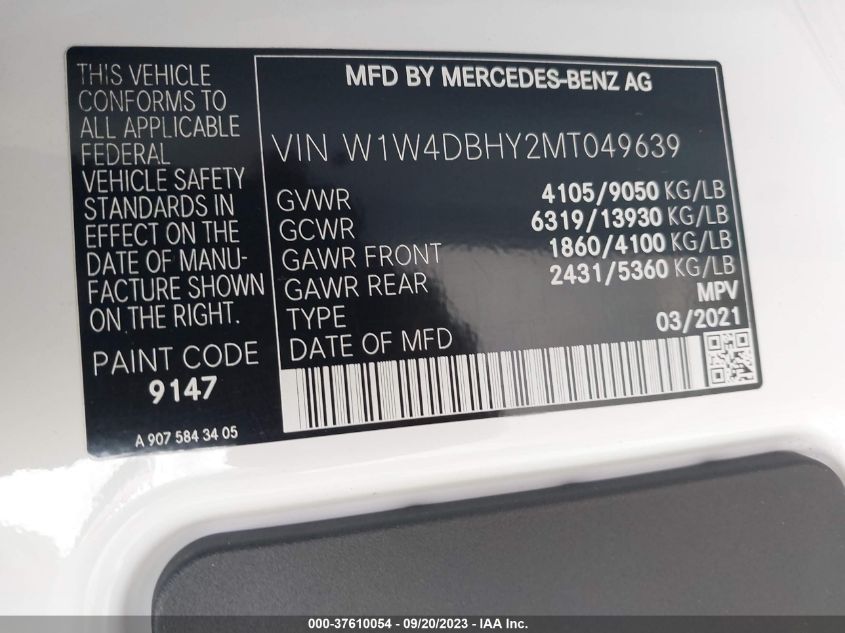 THIS VEHICLE
CONFORMS TO
ALL APPLICABLE
FEDERAL
VEHICLE SAFETY
STANDARDS IN
EFFECT ON THE
DATE OF MANU-
FACTURE SHOWN
ON THE RIGHT.
PAINT CODE
9147
A 907 584 34 05
MFD BY MERCEDES-BENZ AG
VIN W1W4DBHY2MT049639
GVWR 4105/9050 KG/LB
GCWR 6319/13930 KG/LB
GAWR FRONT 1860/4100 KG/LB
GAWR REAR 2431/5360 KG/LB
TYPE MPV
DATE OF MFD 03/2021
000-37610054 - 09/20/2023 - IAA Inc.